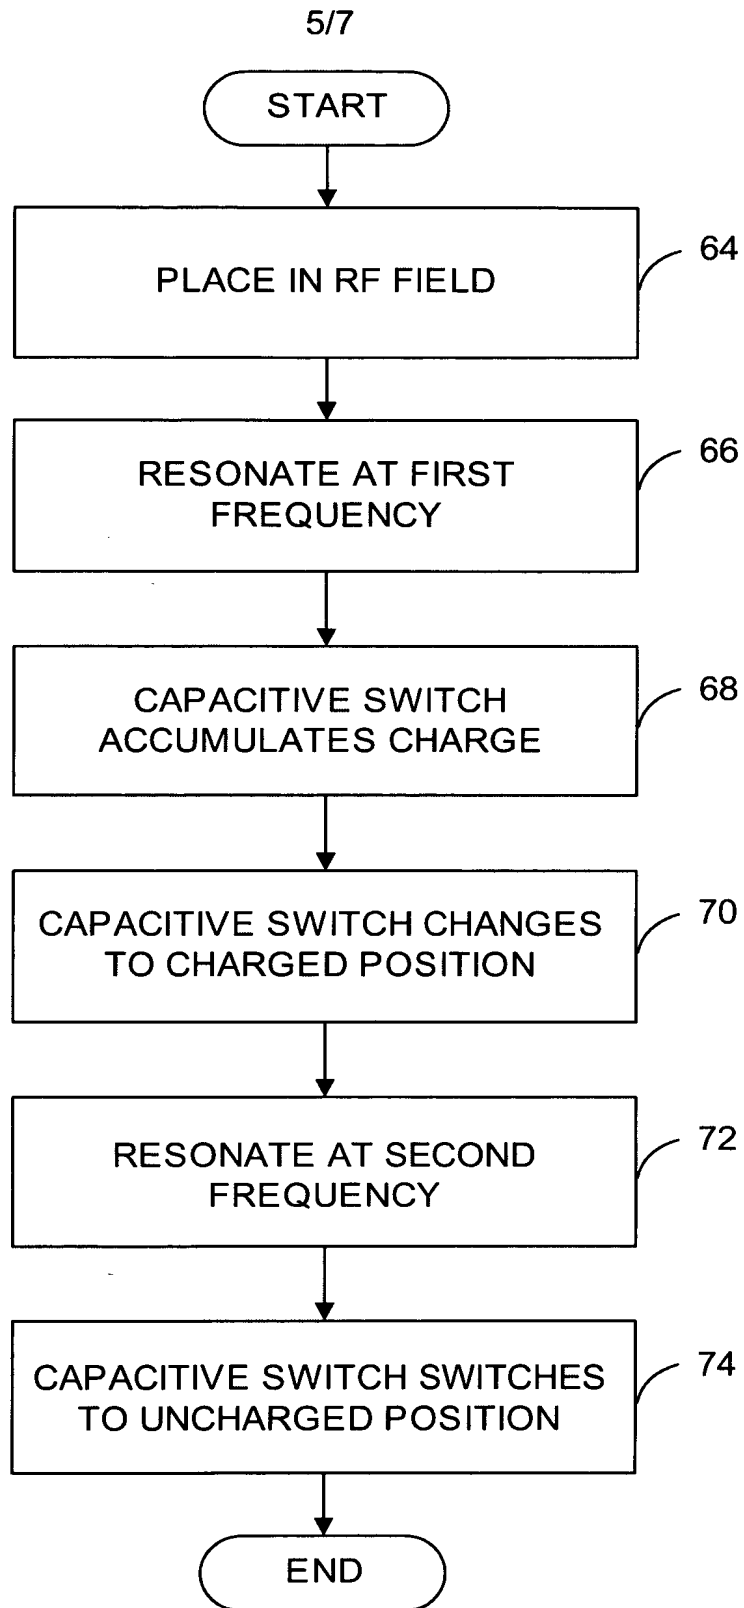 5/7
START
PLACE IN RF FIELD
64
RESONATE AT FIRST
FREQUENCY
66
CAPACITIVE SWITCH
ACCUMULATES CHARGE
68
CAPACITIVE SWITCH CHANGES
TO CHARGED POSITION
70
RESONATE AT SECOND
FREQUENCY
72
CAPACITIVE SWITCH SWITCHES
TO UNCHARGED POSITION
74
END